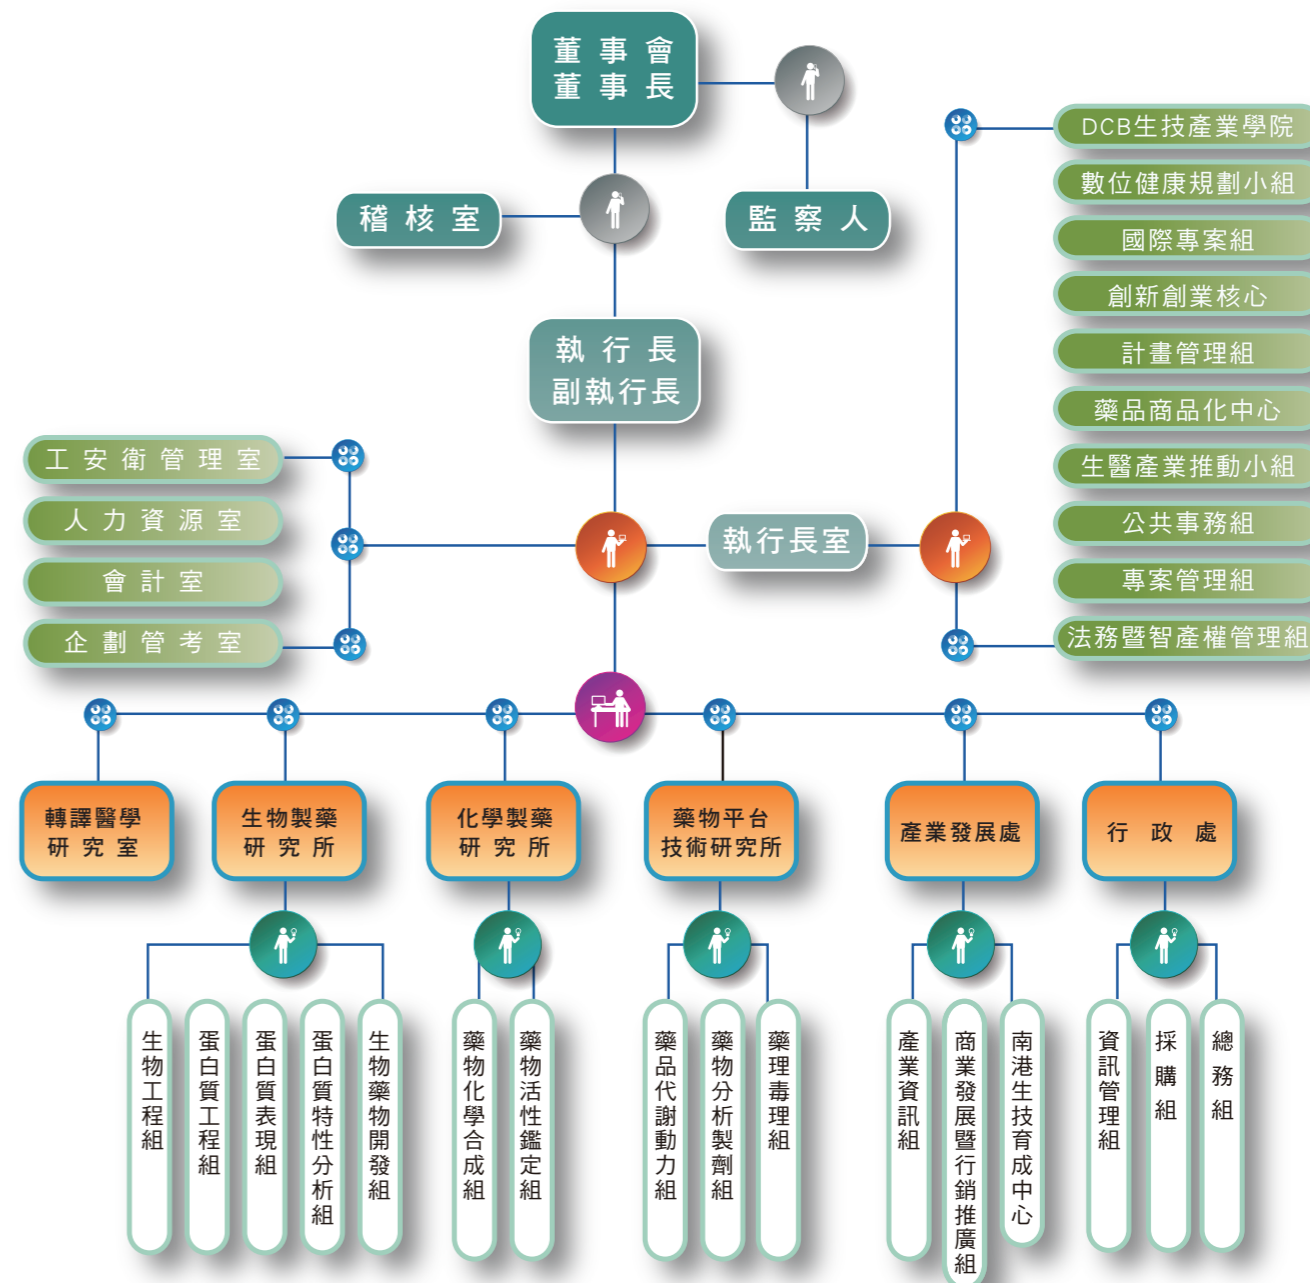 董事會
董事長
稽核室
監察人
執行長
副執行長
執行長室
DCB生技產業學院
數位健康規劃小組
國際專案組
創新創業核心
計畫管理組
藥品商品化中心
生醫產業推動小組
公共事務組
專案管理組
法務暨智產權管理組
工安衛管理室
人力資源室
會計室
企劃管考室
轉譯醫學
研究室
生物製藥
研究所
化學製藥
研究所
藥物平台
技術研究所
產業發展處
行政處
生物工程組
蛋白質工程組
蛋白質表現組
蛋白質特性分析組
生物藥物開發組
藥物化學合成組
藥物活性鑑定組
藥品代謝動力組
藥物分析製劑組
藥理毒理組
產業資訊組
商業發展暨行銷推廣組
南港生技育成中心
資訊管理組
採購組
總務組